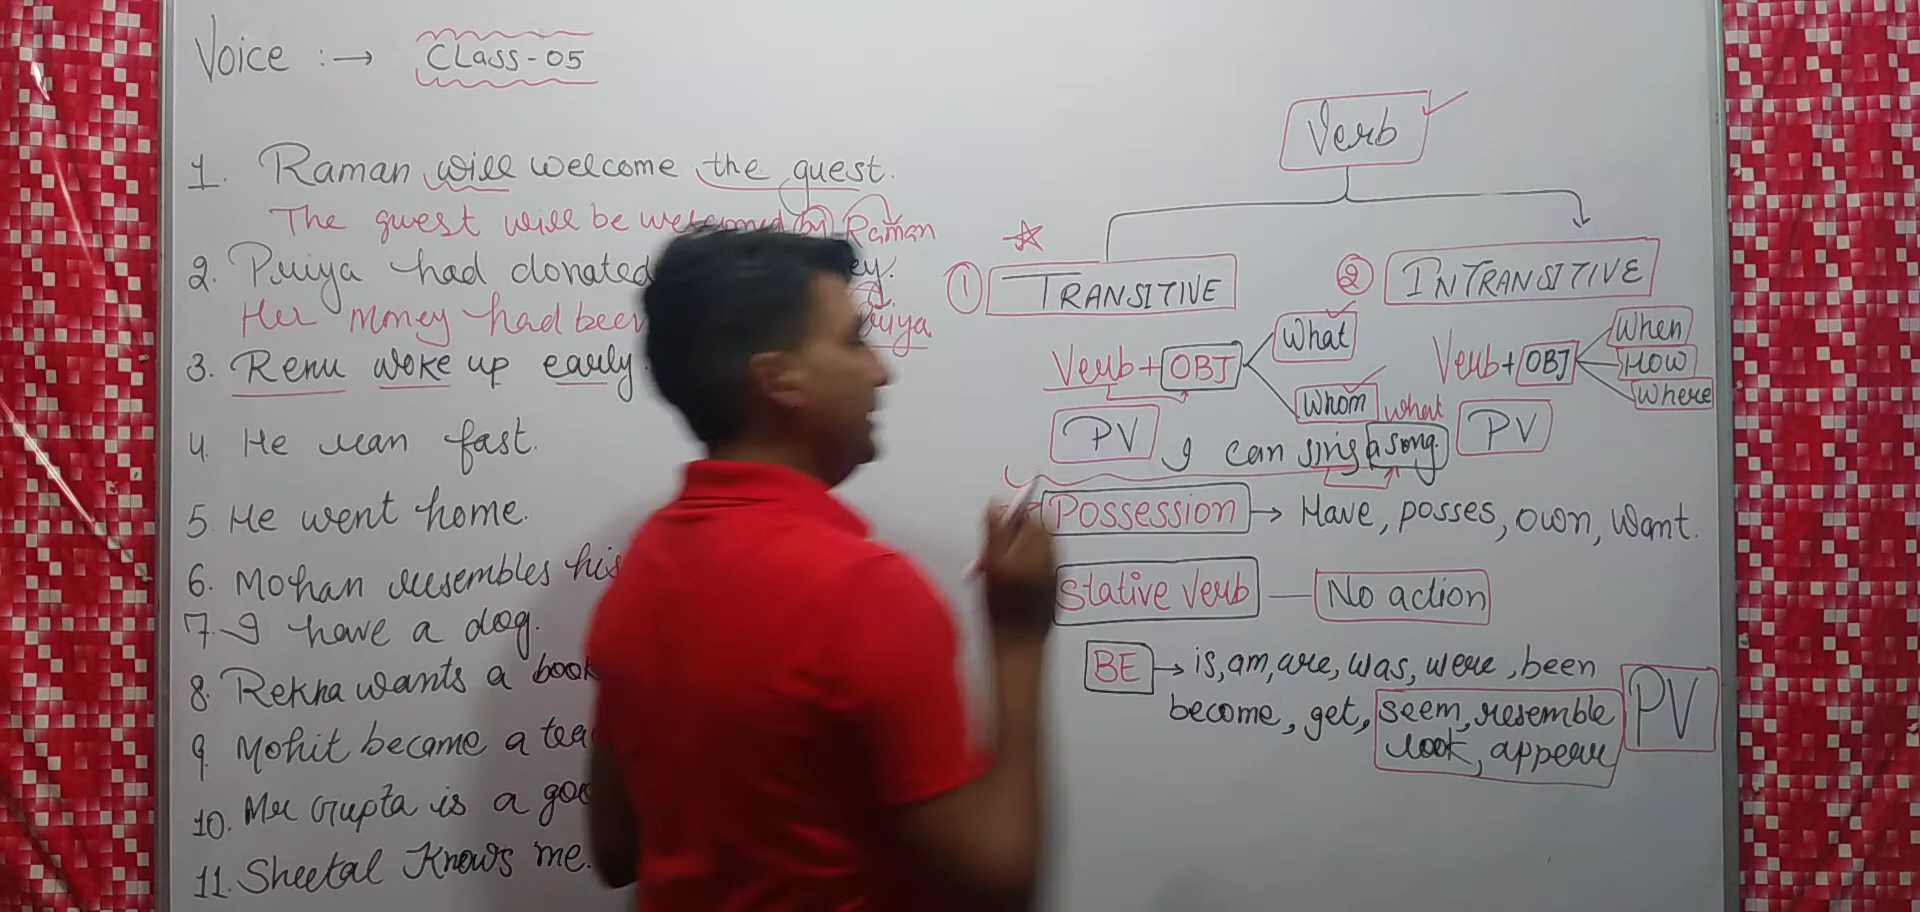 Voice :→ CLass-05
1. Raman will welcome the guest.
The guest will be welcomed by Raman
2. Priya had donated
Her money had been
3. Renu woke up early.
4. He ran fast.
5. He went home.
6. Mohan resembles his
7. I have a dog.
8. Rekha wants a book
9. Mohit became a
10. Mr Gupta is a
11. Sheetal Knows me.
Verb
① TRANSITIVE
② INTRANSITIVE
Verb + OBJ
What
Whom
Verb + OBJ
When
How
Where
PV
what
PV
I can sing a song.
Possession → Have, posses, own, Want.
Stative verb — No action
BE → is, am, are, was, were, been
become, get, seem, resemble
look, appear
PV